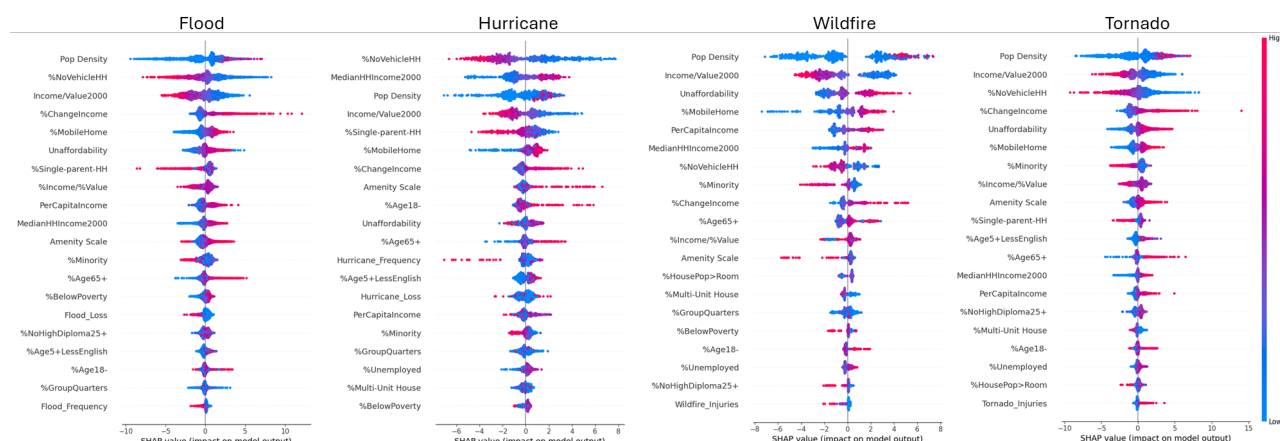 Flood
Pop Density
%NoVehicleHH
Income/Value2000
%ChangeIncome
%MobileHome
Unaffordability
%Single-parent-HH
%Income/%Value
PerCapitaIncome
MedianHHIncome2000
Amenity Scale
%Minority
%Age65+
%BelowPoverty
Flood_Loss
%NoHighDiploma25+
%Age5+LessEnglish
%Age18-
%GroupQuarters
Flood_Frequency
−10 −5 0 5 10
SHAP value (impact on model output)
Hurricane
%NoVehicleHH
MedianHHIncome2000
Pop Density
Income/Value2000
%Single-parent-HH
%MobileHome
%ChangeIncome
Amenity Scale
%Age18-
Unaffordability
%Age65+
Hurricane_Frequency
%Age5+LessEnglish
Hurricane_Loss
PerCapitaIncome
%Minority
%GroupQuarters
%Unemployed
%Multi-Unit House
%BelowPoverty
−8 −6 −4 −2 0 2 4 6 8
SHAP value (impact on model output)
Wildfire
Pop Density
Income/Value2000
Unaffordability
%MobileHome
PerCapitaIncome
MedianHHIncome2000
%NoVehicleHH
%Minority
%ChangeIncome
%Age65+
%Income/%Value
Amenity Scale
%HousePop>Room
%Multi-Unit House
%GroupQuarters
%BelowPoverty
%Age18-
%Unemployed
%NoHighDiploma25+
Wildfire_Injuries
−8 −6 −4 −2 0 2 4 6 8
SHAP value (impact on model output)
Tornado
Pop Density
Income/Value2000
%NoVehicleHH
%ChangeIncome
Unaffordability
%MobileHome
%Minority
%Income/%Value
Amenity Scale
%Single-parent-HH
%Age5+LessEnglish
%Age65+
MedianHHIncome2000
PerCapitaIncome
%NoHighDiploma25+
%Multi-Unit House
%Age18-
%Unemployed
%HousePop>Room
Tornado_Injuries
−10 −5 0 5 10 15
SHAP value (impact on model output)